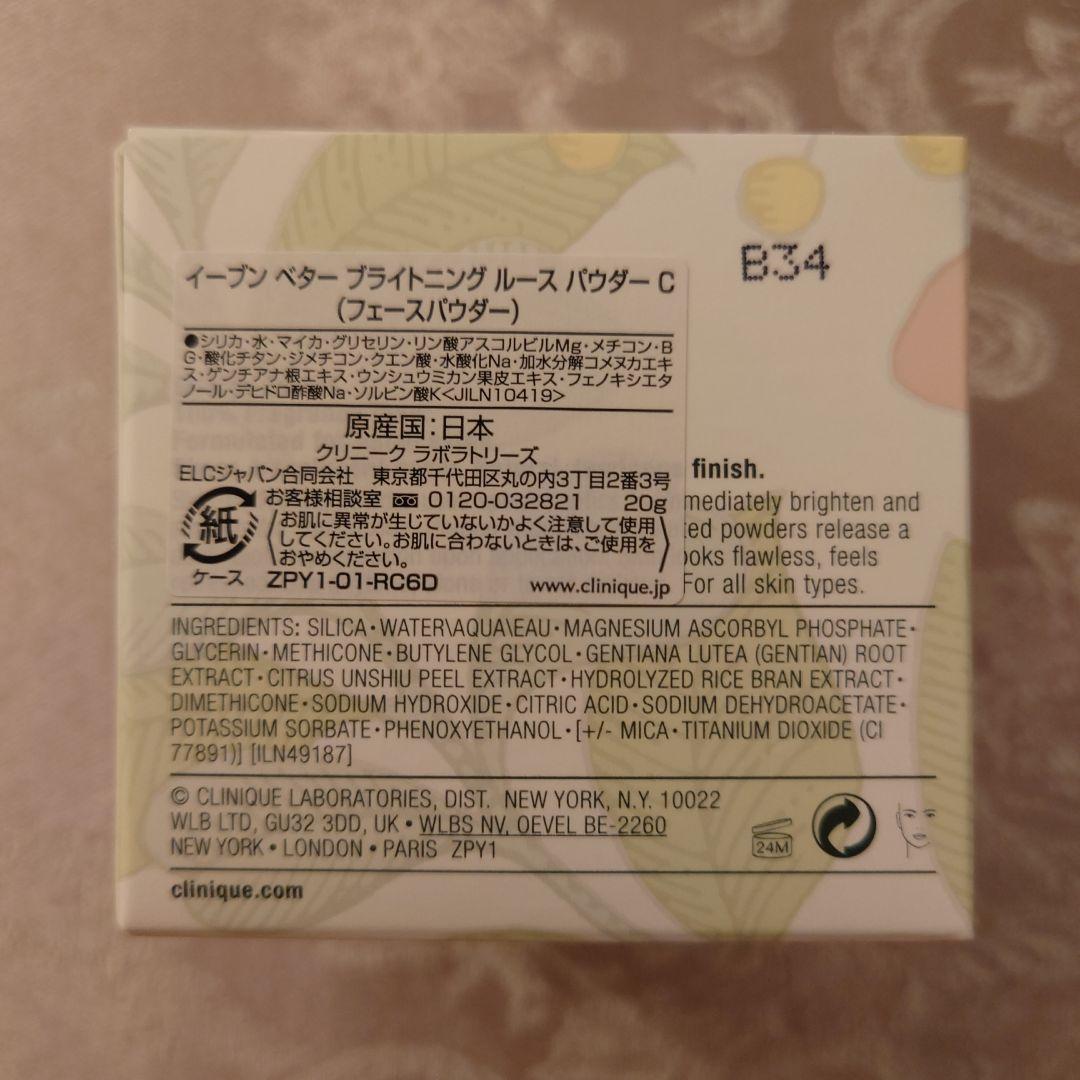 B34
イーブン ベター ブライトニング ルース パウダー C
（フェースパウダー）
●シリカ・水・マイカ・グリセリン・リン酸アスコルビルMg・メチコン・B
G・酸化チタン・ジメチコン・クエン酸・水酸化Na・加水分解コメヌカエキ
ス・ゲンチアナ根エキス・ウンシュウミカン果皮エキス・フェノキシエタ
ノール・デヒドロ酢酸Na・ソルビン酸K<JILN10419>
原産国：日本
クリニーク ラボラトリーズ
ELCジャパン合同会社 東京都千代田区丸の内3丁目2番3号
お客様相談室 0120-032821 20g
紙
ケース
お肌に異常が生じていないかよく注意して使用
してください。お肌に合わないときは、ご使用を
おやめください。
ZPY1-01-RC6D www.clinique.jp
finish.
mediately brighten and
ted powders release a
ooks flawless, feels
For all skin types.
INGREDIENTS: SILICA・WATER\AQUA\EAU・MAGNESIUM ASCORBYL PHOSPHATE・
GLYCERIN・METHICONE・BUTYLENE GLYCOL・GENTIANA LUTEA (GENTIAN) ROOT
EXTRACT・CITRUS UNSHIU PEEL EXTRACT・HYDROLYZED RICE BRAN EXTRACT・
DIMETHICONE・SODIUM HYDROXIDE・CITRIC ACID・SODIUM DEHYDROACETATE・
POTASSIUM SORBATE・PHENOXYETHANOL・[+/- MICA・TITANIUM DIOXIDE (CI
77891)] [ILN49187]
© CLINIQUE LABORATORIES, DIST. NEW YORK, N.Y. 10022
WLB LTD, GU32 3DD, UK • WLBS NV, OEVEL BE-2260
NEW YORK • LONDON • PARIS ZPY1
24M
clinique.com